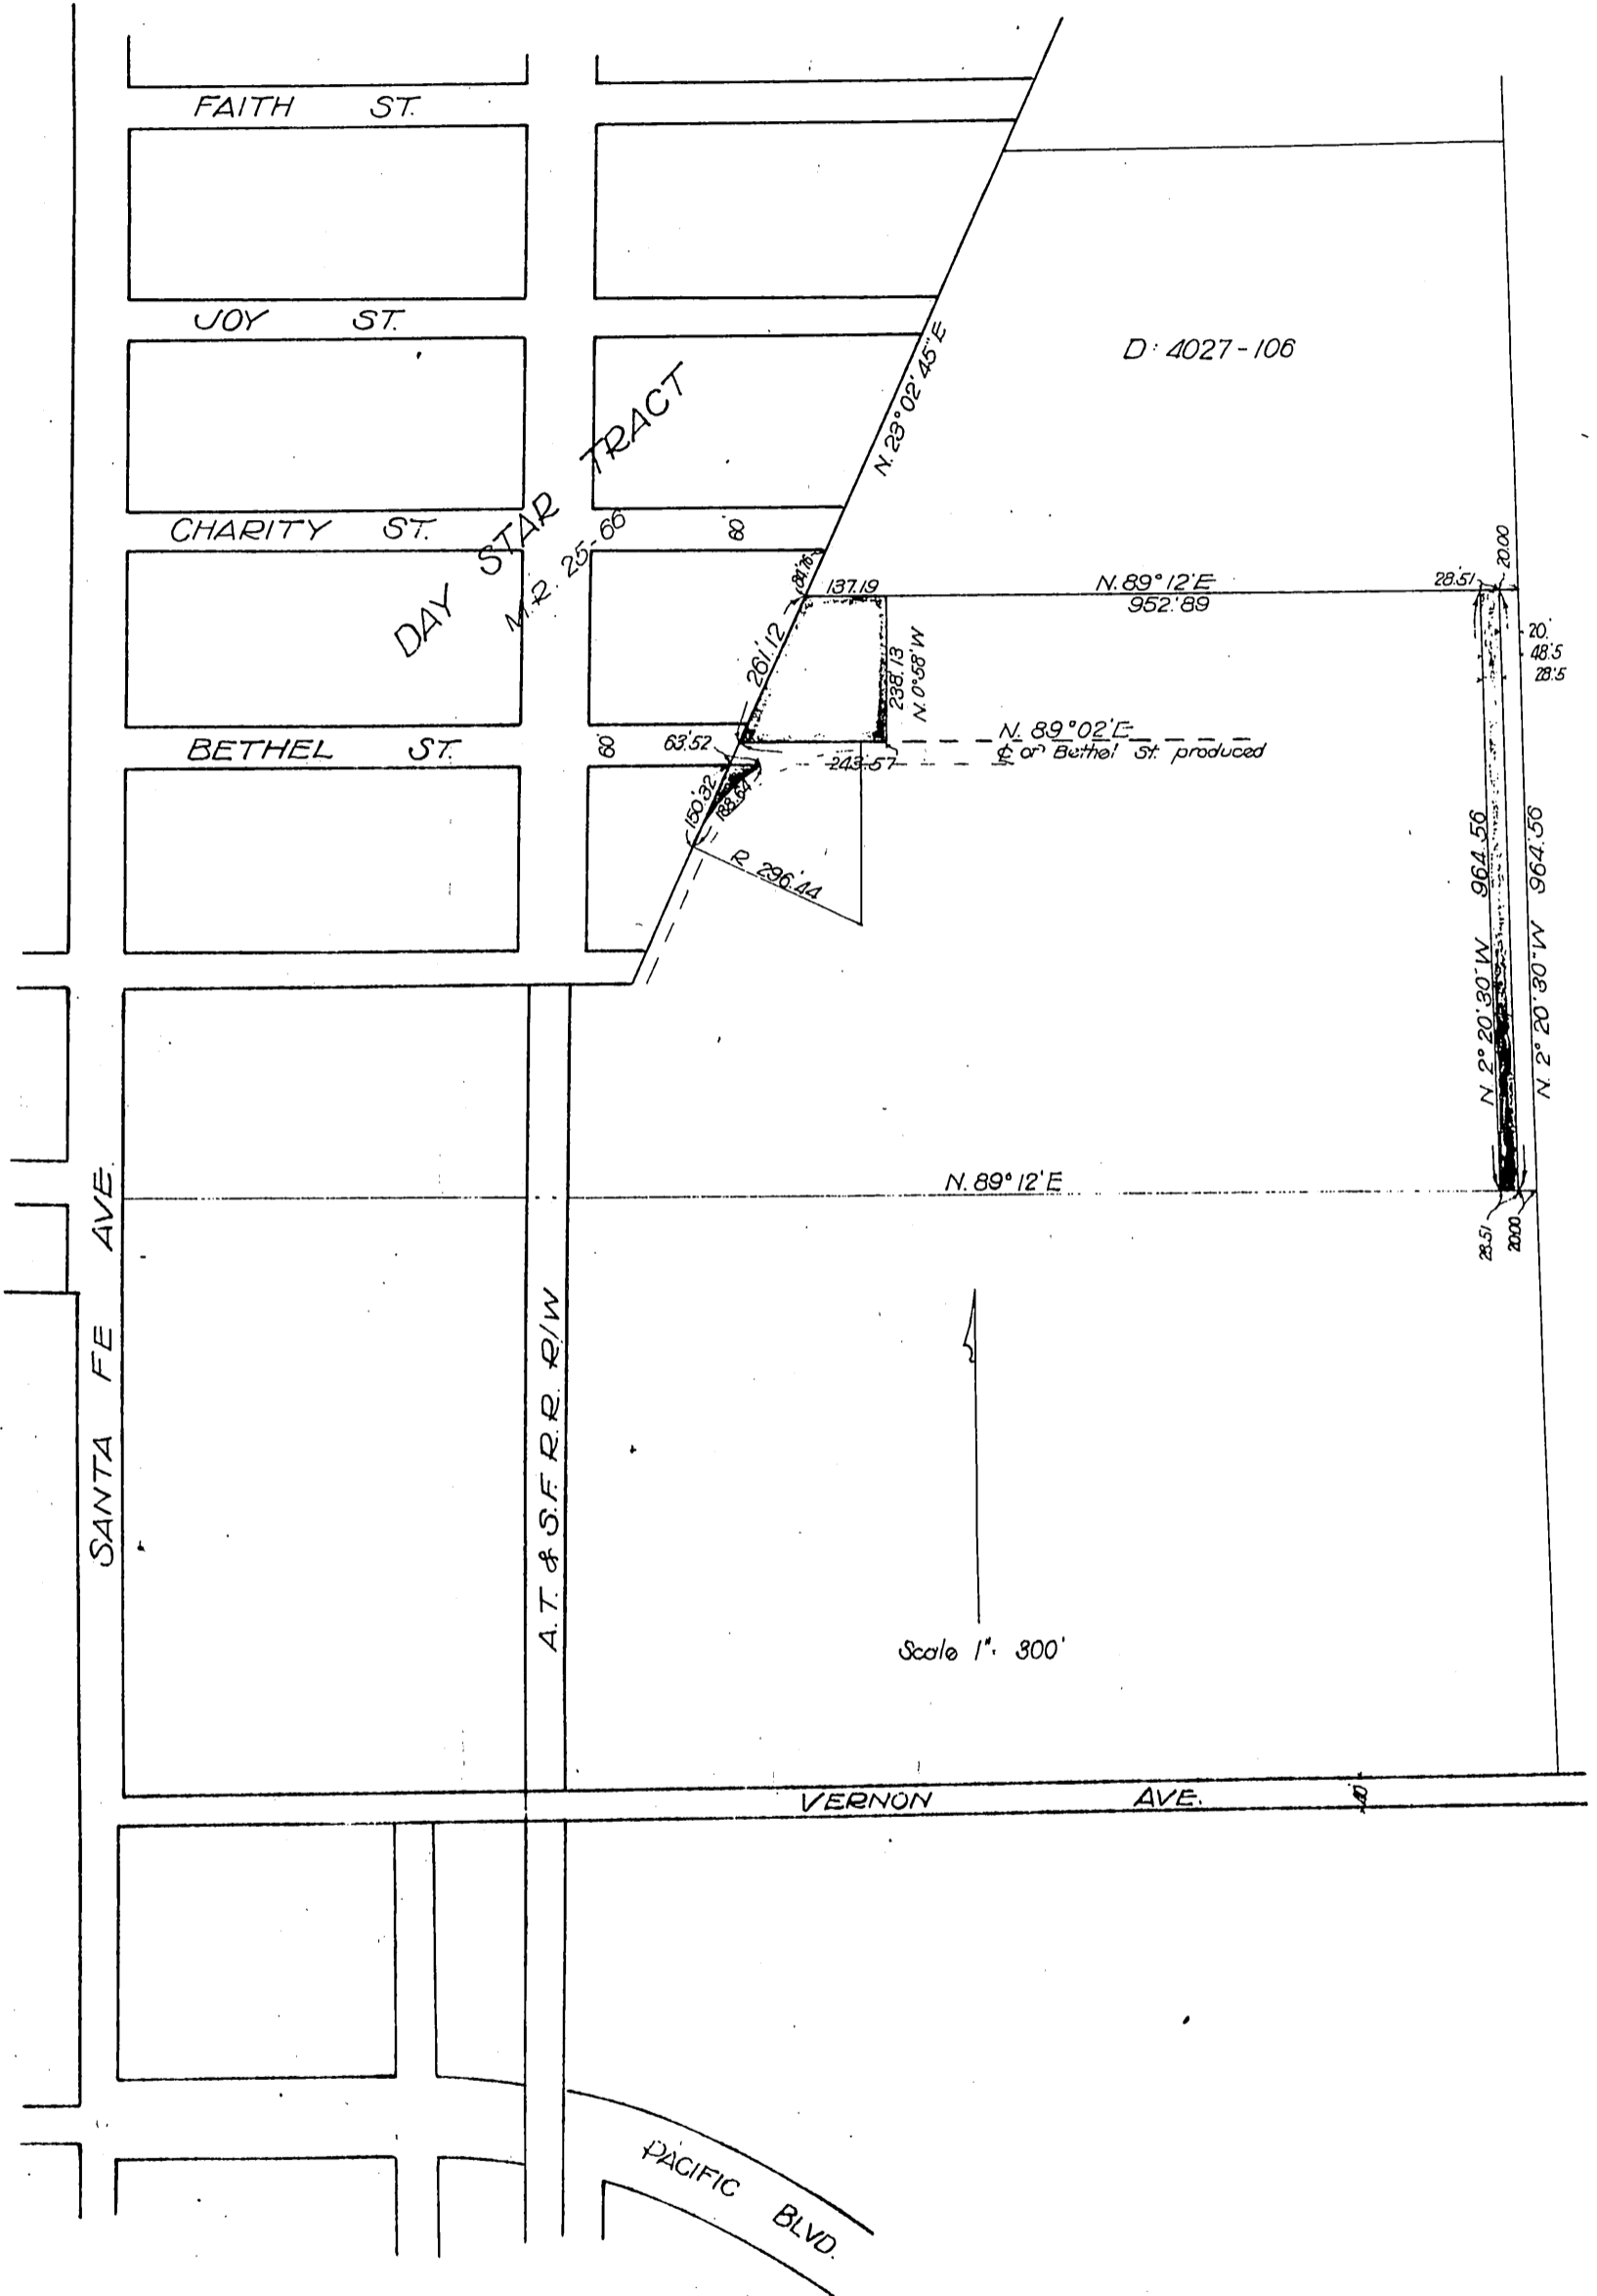 FAITH ST.
JOY ST.
CHARITY ST.
BETHEL ST.
DAY STAR TRACT
M.R. 25-66
N. 23° 02' 45" E
D: 4027-106
60
84.76
137.19
N. 89° 12' E
952.89
28.51
20.00
20.
48.5
28.5
261.12
238.13
N. 0° 58' W
N. 89° 02' E
℄ of Bethel St. produced
60
63.52
243.57
150.32
188.64
R 296.44
N 2° 20' 30" W 964.56
N. 2° 20' 30" W 964.56
N. 89° 12' E
28.51
20.00
SANTA FE AVE.
A.T. & S.F. R.R. R/W
Scale 1": 300'
VERNON AVE.
40
PACIFIC BLVD.